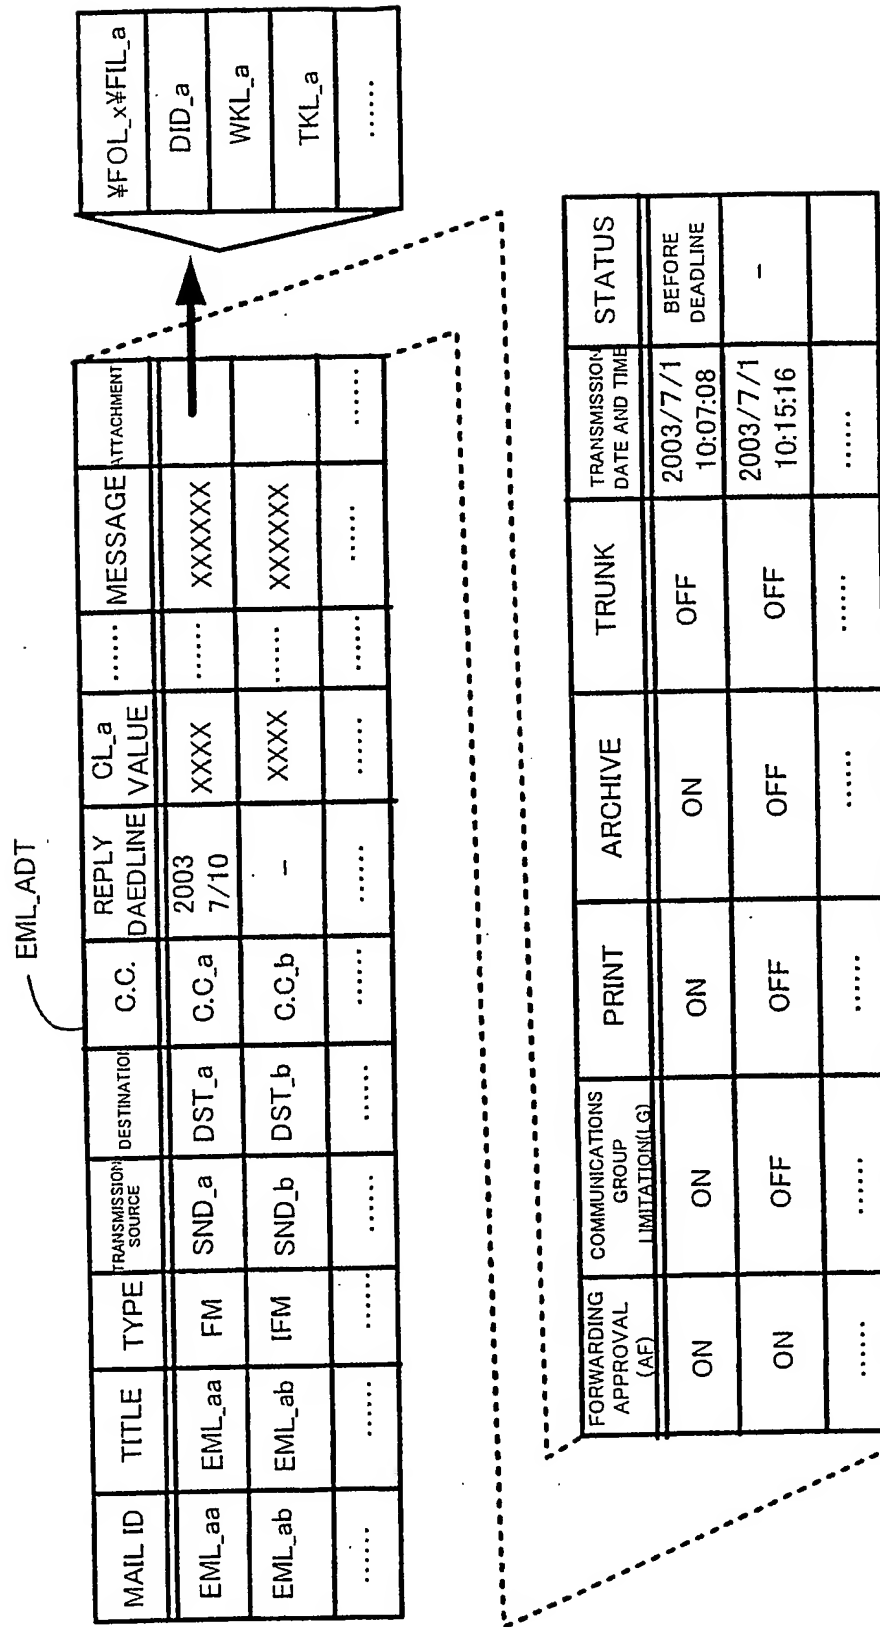 EML_ADT
MAIL ID TITLE TYPE TRANSMISSION SOURCE DESTINATION C.C. REPLY DAEDLINE CL_a VALUE ...... MESSAGE ATTACHMENT
EML_aa EML_aa FM SND_a DST_a C.C_a 2003 7/10 XXXX ...... XXXXXX
EML_ab EML_ab IFM SND_b DST_b C.C_b – XXXX ...... XXXXXX
...... ...... ...... ...... ...... ...... ...... ...... ...... ...... ......
¥FOL_x¥FIL_a
DID_a
WKL_a
TKL_a
......
FORWARDING APPROVAL (AF) COMMUNICATIONS GROUP LIMITATION(LG) PRINT ARCHIVE TRUNK TRANSMISSION DATE AND TIME STATUS
ON ON ON ON OFF 2003/7/1 10:07:08 BEFORE DEADLINE
ON OFF OFF OFF OFF 2003/7/1 10:15:16 –
...... ...... ...... ...... ...... ......